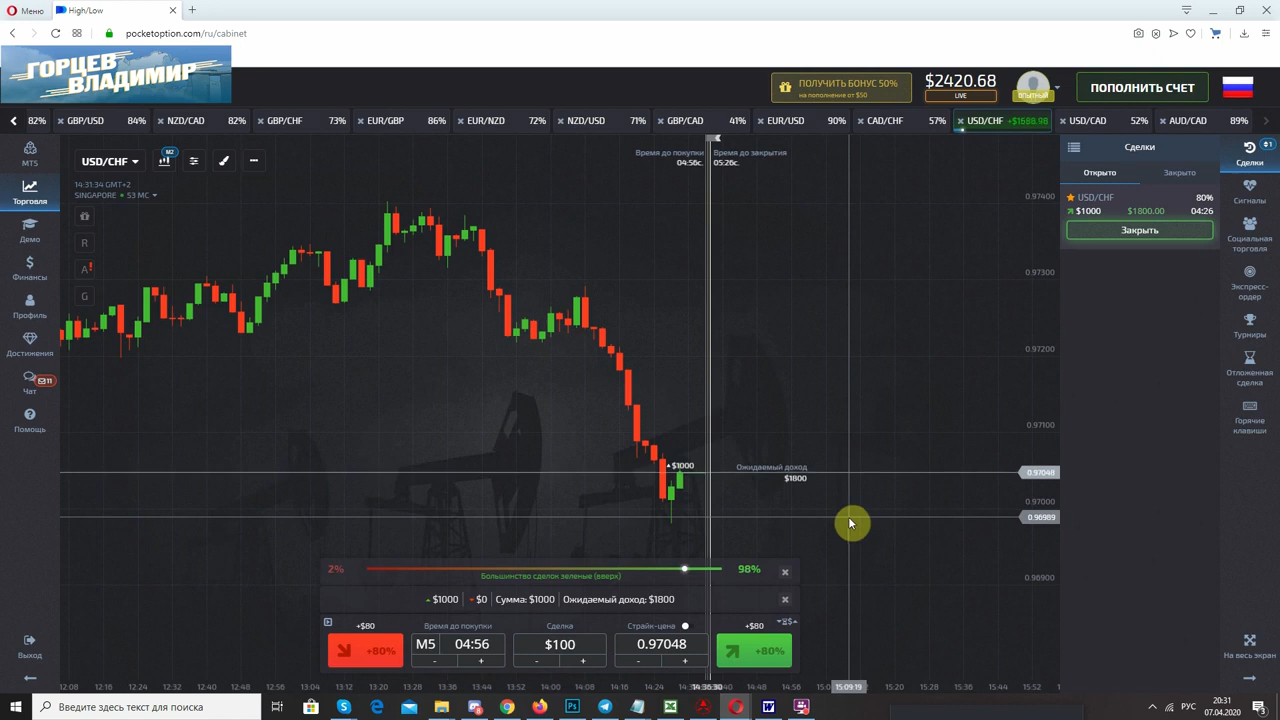 Меню
High/Low
pocketoption.com/ru/cabinet
ГОРЦЕВ
ВЛАДИМИР
ПОЛУЧИТЬ БОНУС 50%
на пополнения от $50
$2420.68
LIVE
ОПЫТНЫЙ
ПОПОЛНИТЬ СЧЕТ
82%
GBP/USD 84%
NZD/CAD 82%
GBP/CHF 73%
EUR/GBP 86%
EUR/NZD 72%
NZD/USD 71%
GBP/CAD 41%
EUR/USD 90%
CAD/CHF 57%
USD/CHF +$1688.98
USD/CAD 52%
AUD/CAD 89%
MT5
Торговля
Демо
Финансы
Профиль
Достижения
11
Чат
Помощь
Выход
USD/CHF
M2
14:31:34 GMT+2
SINGAPORE 53 МС
R
A!
G
Время до покупки
04:56с.
Время до закрытия
05:26с.
0.97400
0.97300
0.97200
0.97100
0.97048
0.97000
0.96989
0.96900
$1000
Ожидаемый доход
$1800
2%
98%
Большинство сделок зеленые (вверх)
$1000 $0 Сумма: $1000 Ожидаемый доход: $1800
+$80
Время до покупки
Сделка
Страйк-цена
+$80
+80%
M5 04:56
$100
0.97048
+80%
- +
- +
- +
12:08 12:16 12:24 12:32 12:40 12:48 12:56 13:04 13:12 13:20 13:28 13:36 13:44 13:52 14:00 14:08 14:16 14:24 14:36:30 14:48 14:56 15:09:19 15:20 15:28 15:36 15:44 15:52
Сделки
Открыто
Закрыто
USD/CHF 80%
$1000 $1800.00 04:26
Закрыть
$1
Сделки
Сигналы
Социальная
торговля
Экспресс-
ордер
Турниры
Отложенная
сделка
Горячие
клавиши
На весь экран
Введите здесь текст для поиска
РУС
20:31
07.04.2020
3